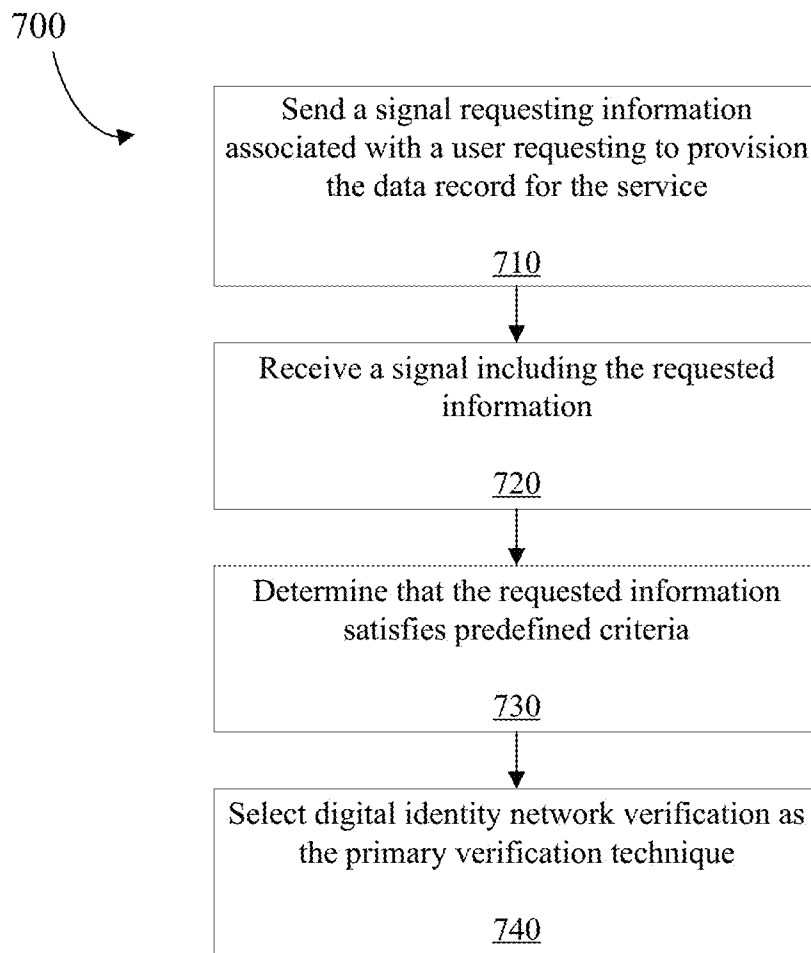 700
Send a signal requesting information
associated with a user requesting to provision
the data record for the service
710
Receive a signal including the requested
information
720
Determine that the requested information
satisfies predefined criteria
730
Select digital identity network verification as
the primary verification technique
740